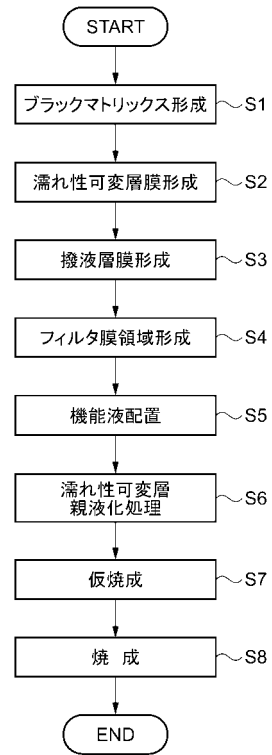 START
ブラックマトリックス形成 S1
濡れ性可変層膜形成 S2
撥液層膜形成 S3
フィルタ膜領域形成 S4
機能液配置 S5
濡れ性可変層
親液化処理 S6
仮焼成 S7
焼 成 S8
END